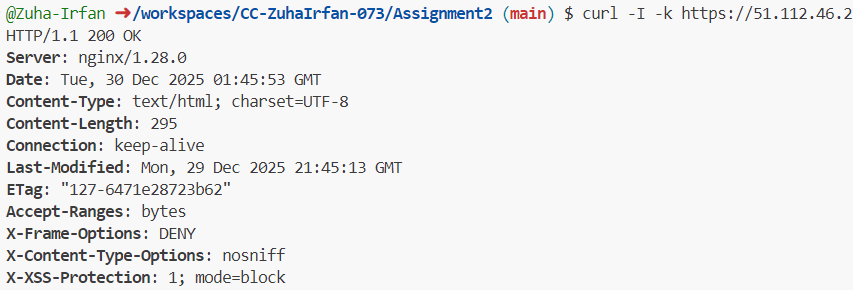 @Zuha-Irfan ➜/workspaces/CC-ZuhaIrfan-073/Assignment2 (main) $ curl -I -k https://51.112.46.2
HTTP/1.1 200 OK
Server: nginx/1.28.0
Date: Tue, 30 Dec 2025 01:45:53 GMT
Content-Type: text/html; charset=UTF-8
Content-Length: 295
Connection: keep-alive
Last-Modified: Mon, 29 Dec 2025 21:45:13 GMT
ETag: "127-6471e28723b62"
Accept-Ranges: bytes
X-Frame-Options: DENY
X-Content-Type-Options: nosniff
X-XSS-Protection: 1; mode=block